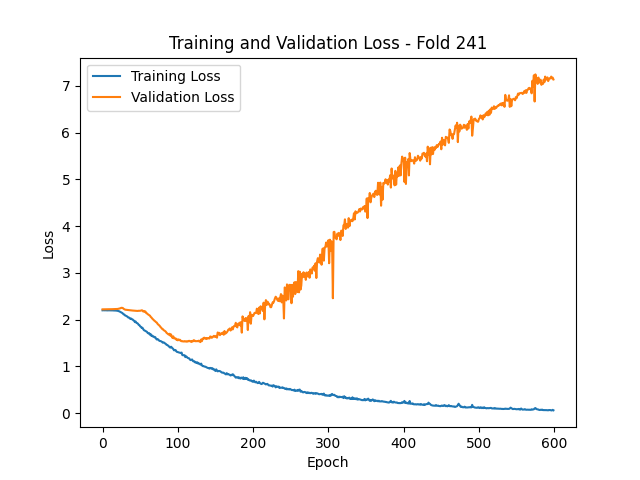 Training and Validation Loss - Fold 241
Training Loss
Validation Loss
7
6
5
4
3
2
1
0
Loss
0 100 200 300 400 500 600
Epoch